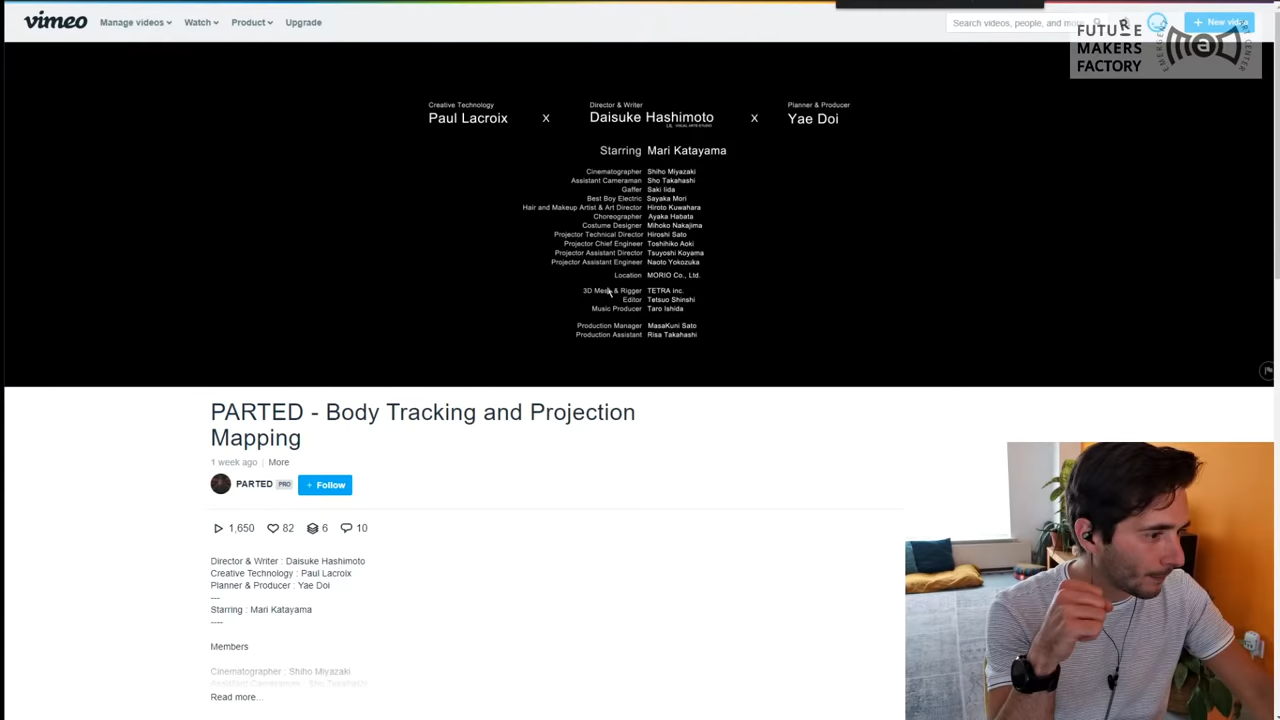 vimeo Manage videos Watch Product Upgrade Search videos, people, and more New video
FUTURE
MAKERS
FACTORY
Creative Technology Director & Writer Planner & Producer
Paul Lacroix x Daisuke Hashimoto x Yae Doi
Starring Mari Katayama
Cinematographer Shiho Miyazaki
Assistant Cameraman Sho Takahashi
Gaffer Saki Iida
Best Boy Electric Sayaka Mori
Hair and Makeup Artist & Art Director Hiroto Kuwahara
Choreographer Ayaka Habata
Costume Designer Mihoko Nakajima
Projector Technical Director Hiroshi Sato
Projector Chief Engineer Toshihiko Aoki
Projector Assistant Director Tsuyoshi Koyama
Projector Assistant Engineer Naoto Yokozuka
Location MORIO Co., Ltd.
3D Mesh & Rigger TETRA inc.
Editor Tetsuo Shinshi
Music Producer Taro Ishida
Production Manager MasaKuni Sato
Production Assistant Risa Takahashi
PARTED - Body Tracking and Projection
Mapping
1 week ago | More
PARTED PRO + Follow
1,650 82 6 10
Director & Writer : Daisuke Hashimoto
Creative Technology : Paul Lacroix
Planner & Producer : Yae Doi
---
Starring : Mari Katayama
----
Members
Cinematographer : Shiho Miyazaki
Assistant Cameraman : Sho Takahashi
Read more...